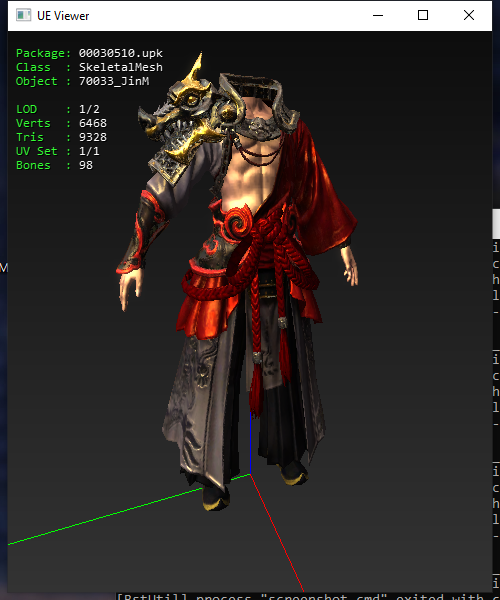 UE Viewer
Package: 00030510.upk
Class : SkeletalMesh
Object : 70033_JinM
LOD : 1/2
Verts : 6468
Tris : 9328
UV Set : 1/1
Bones : 98
M
i
c
h
l
-
i
c
h
l
-
i
c
h
l
-
i
[BstUtil] process "screenshot.cmd" exited with c